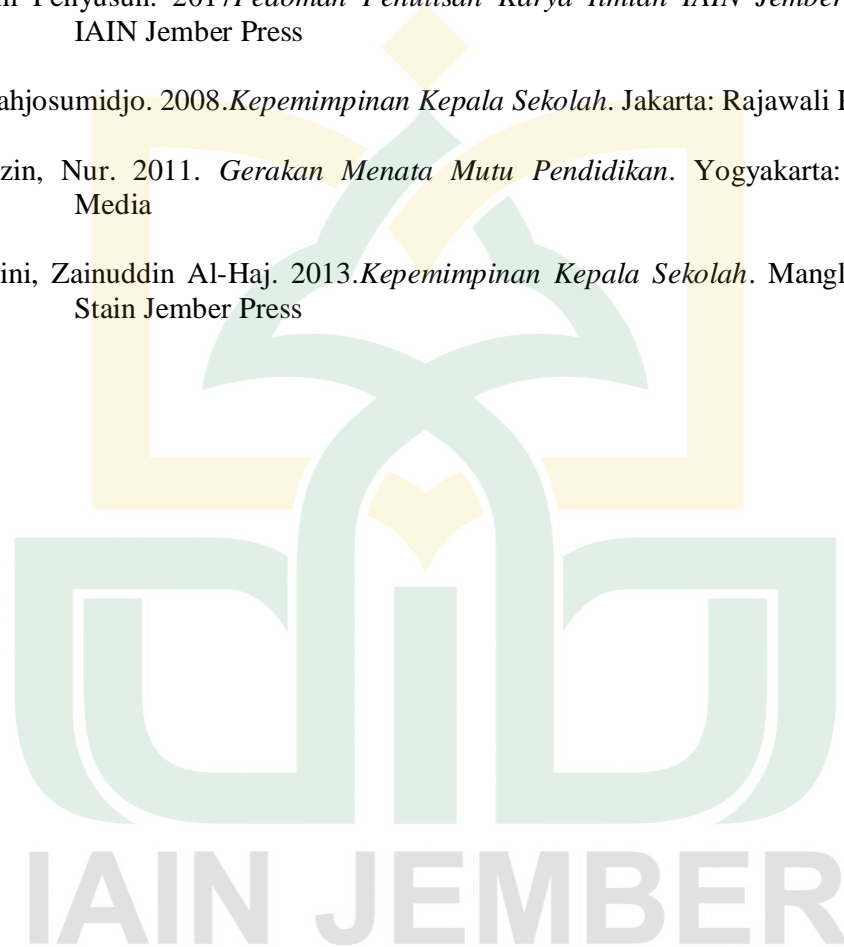 Penyusun. 2017Pedoman Penulisan Karya Ilmiah IAIN Jember
IAIN Jember Press
ahjosumidjo. 2008.Kepemimpinan Kepala Sekolah. Jakarta: Rajawali
zin, Nur. 2011. Gerakan Menata Mutu Pendidikan. Yogyakarta:
Media
ini, Zainuddin Al-Haj. 2013.Kepemimpinan Kepala Sekolah. Mangl
Stain Jember Press
IAIN JEMBER